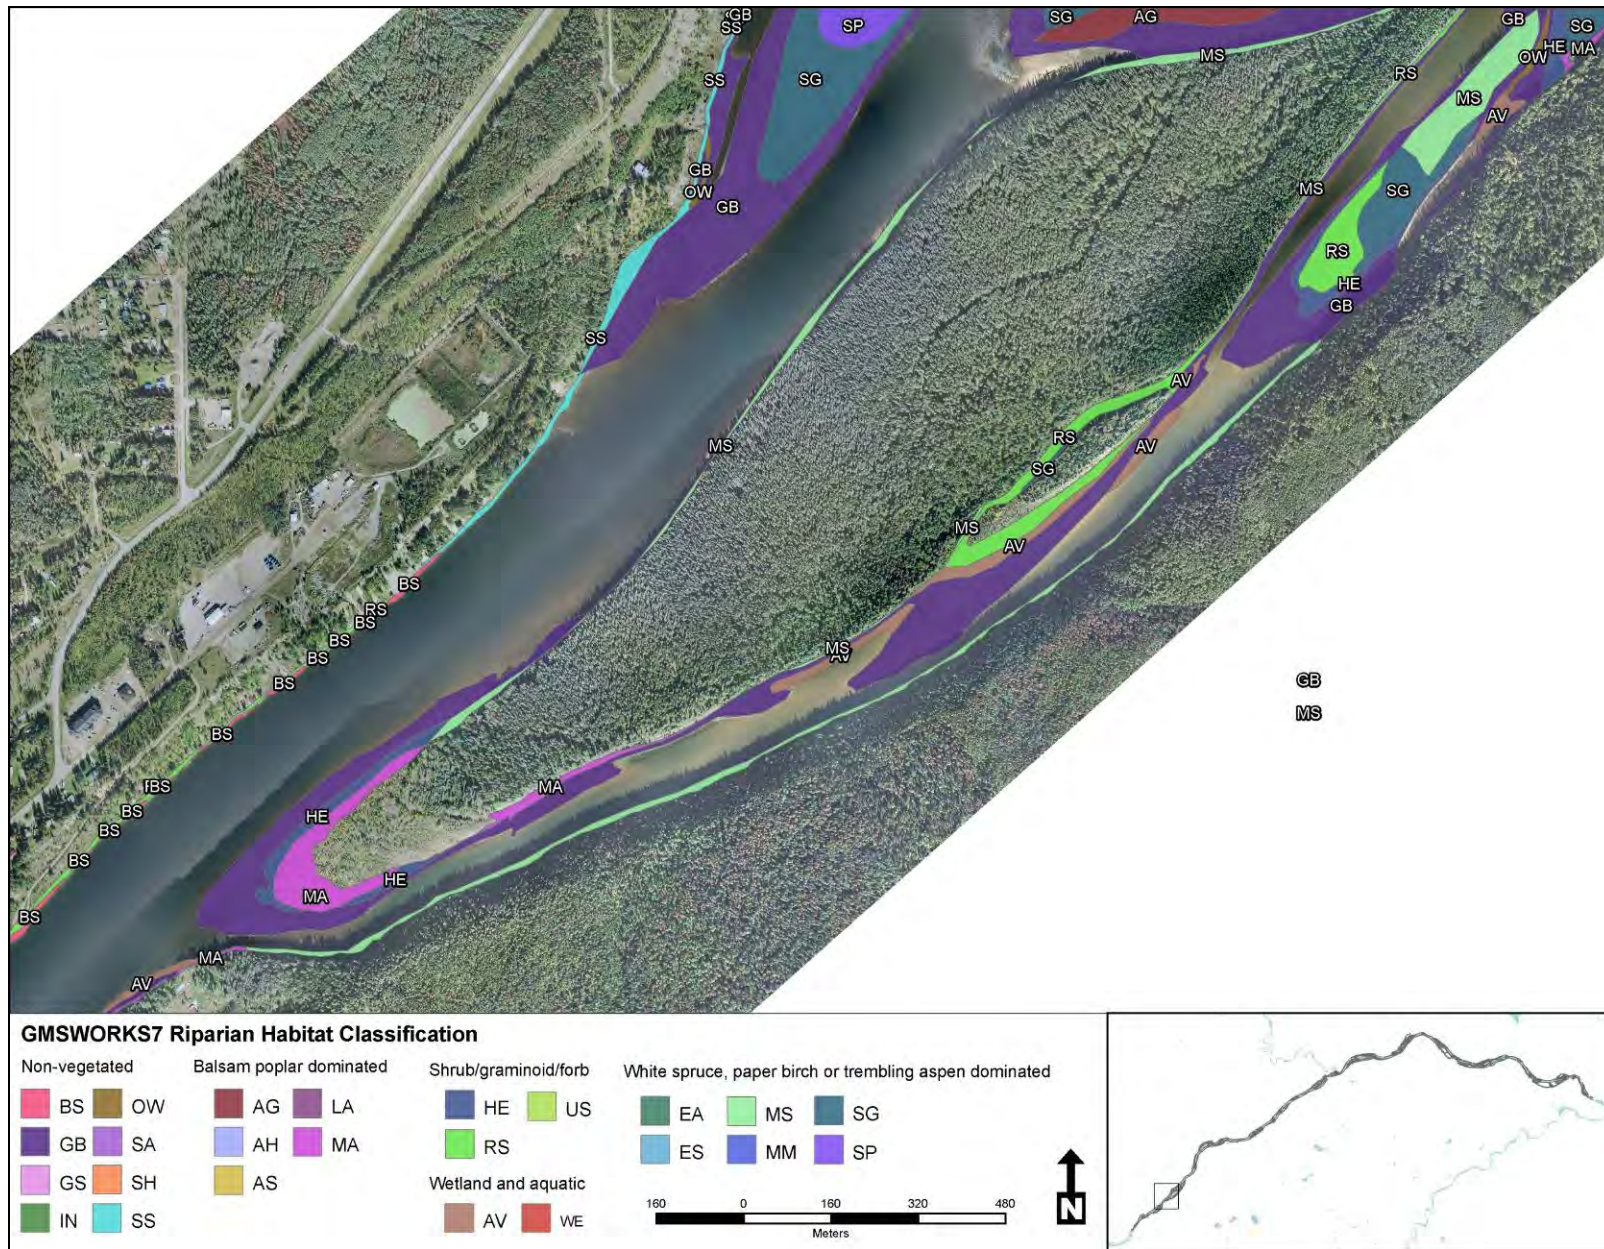 GB
SS
SP
SG
AG
GB
SG
SS
SG
MS
RS
OW
HE
MA
MS
AV
GB
OW
GB
MS
SG
RS
HE
GB
SS
AV
MS
RS
AV
SG
MS
AV
BS
RS
BS
BS
BS
BS
MS
AV
GB
MS
BS
BS
MA
BS
HE
BS
BS
HE
MA
BS
MA
AV
GMSWORKS7 Riparian Habitat Classification
Non-vegetated
BS OW
GB SA
GS SH
IN SS
Balsam poplar dominated
AG LA
AH MA
AS
Shrub/graminoid/forb
HE US
RS
Wetland and aquatic
AV WE
White spruce, paper birch or trembling aspen dominated
EA MS SG
ES MM SP
160 0 160 320 480
Meters
N